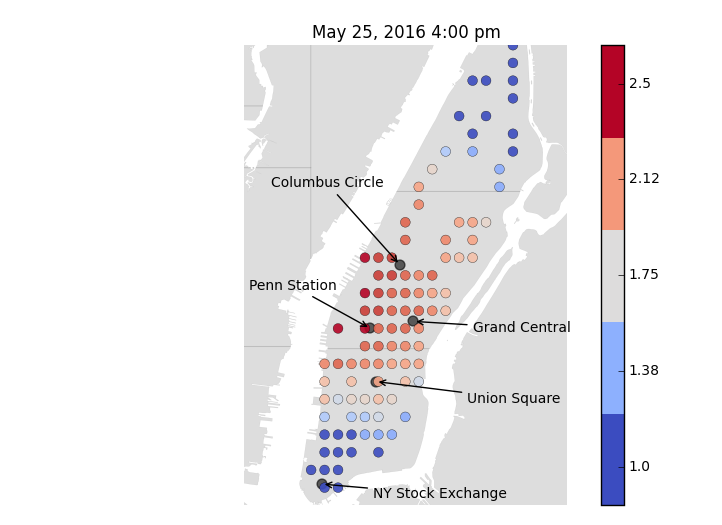 May 25, 2016 4:00 pm
2.5
2.12
Columbus Circle
1.75
Penn Station
Grand Central
1.38
Union Square
1.0
NY Stock Exchange